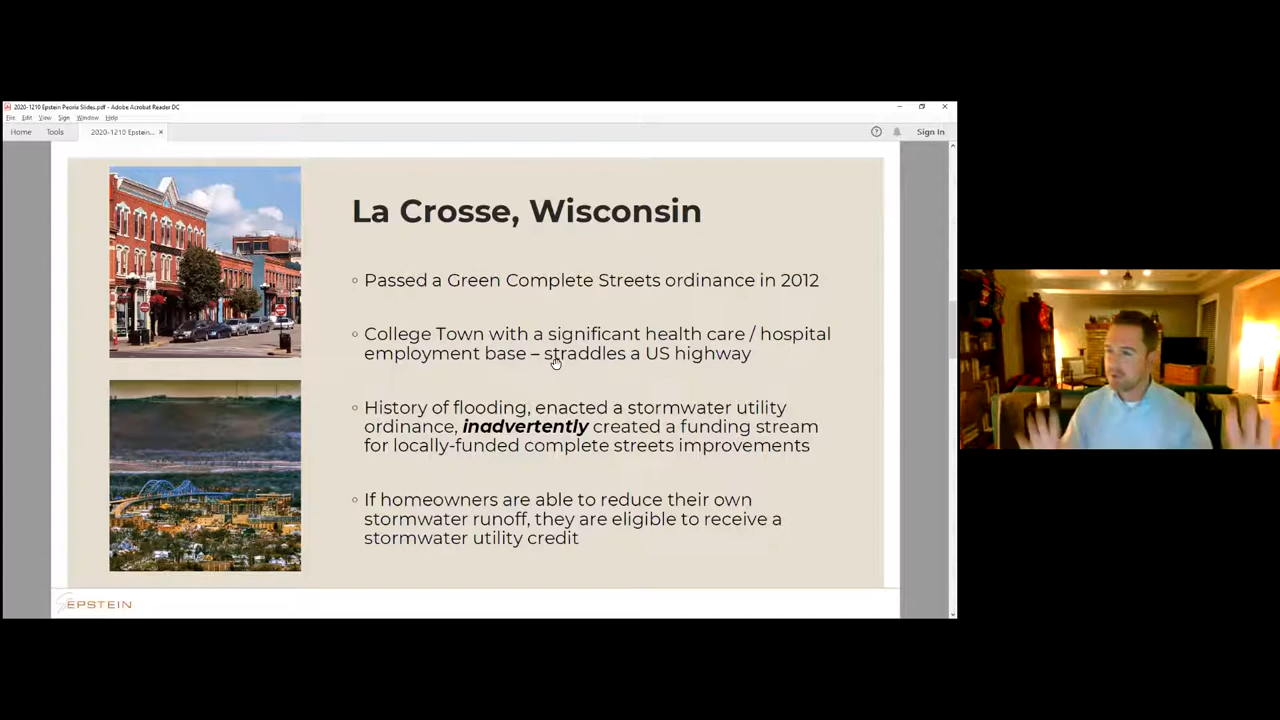 2020-1210 Epstein Peoria Slides.pdf - Adobe Acrobat Reader DC
File Edit View Sign Window Help
Home Tools 2020-1210 Epstein... × Sign In
La Crosse, Wisconsin
◦ Passed a Green Complete Streets ordinance in 2012
◦ College Town with a significant health care / hospital
employment base – straddles a US highway
◦ History of flooding, enacted a stormwater utility
ordinance, inadvertently created a funding stream
for locally-funded complete streets improvements
◦ If homeowners are able to reduce their own
stormwater runoff, they are eligible to receive a
stormwater utility credit
EPSTEIN